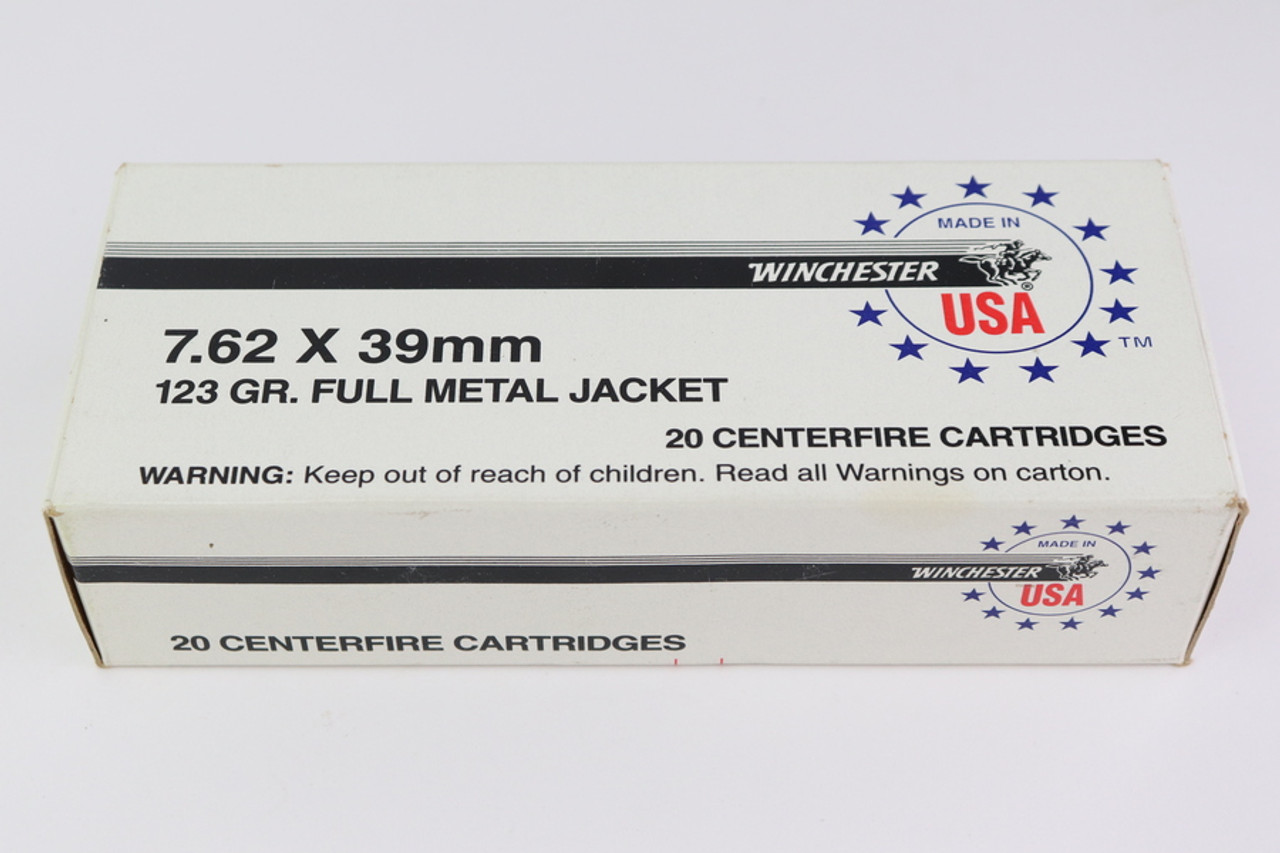 MADE IN
WINCHESTER ®
USA
TM
7.62 X 39mm
123 GR. FULL METAL JACKET
20 CENTERFIRE CARTRIDGES
WARNING: Keep out of reach of children. Read all Warnings on carton.
MADE IN
WINCHESTER
USA
20 CENTERFIRE CARTRIDGES